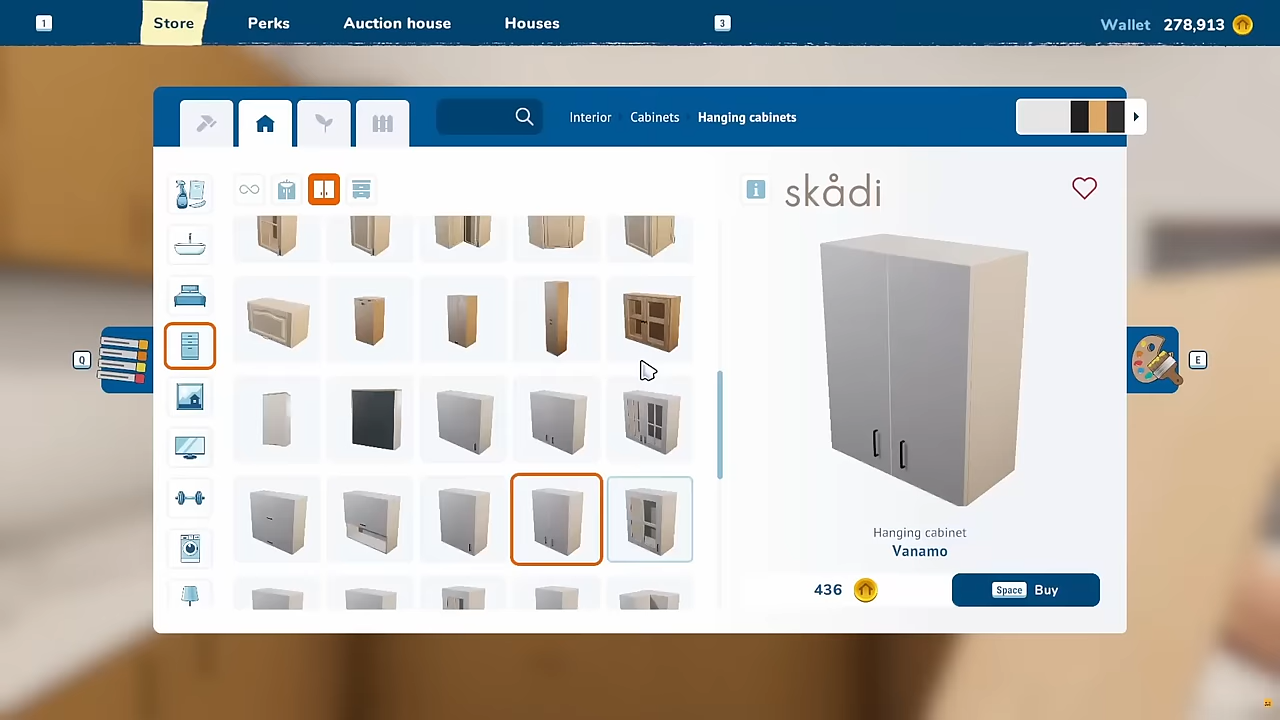 1 Store Perks Auction house Houses 3 Wallet 278,913
Interior Cabinets Hanging cabinets
skådi
Q
E
Hanging cabinet
Vanamo
436 Space Buy